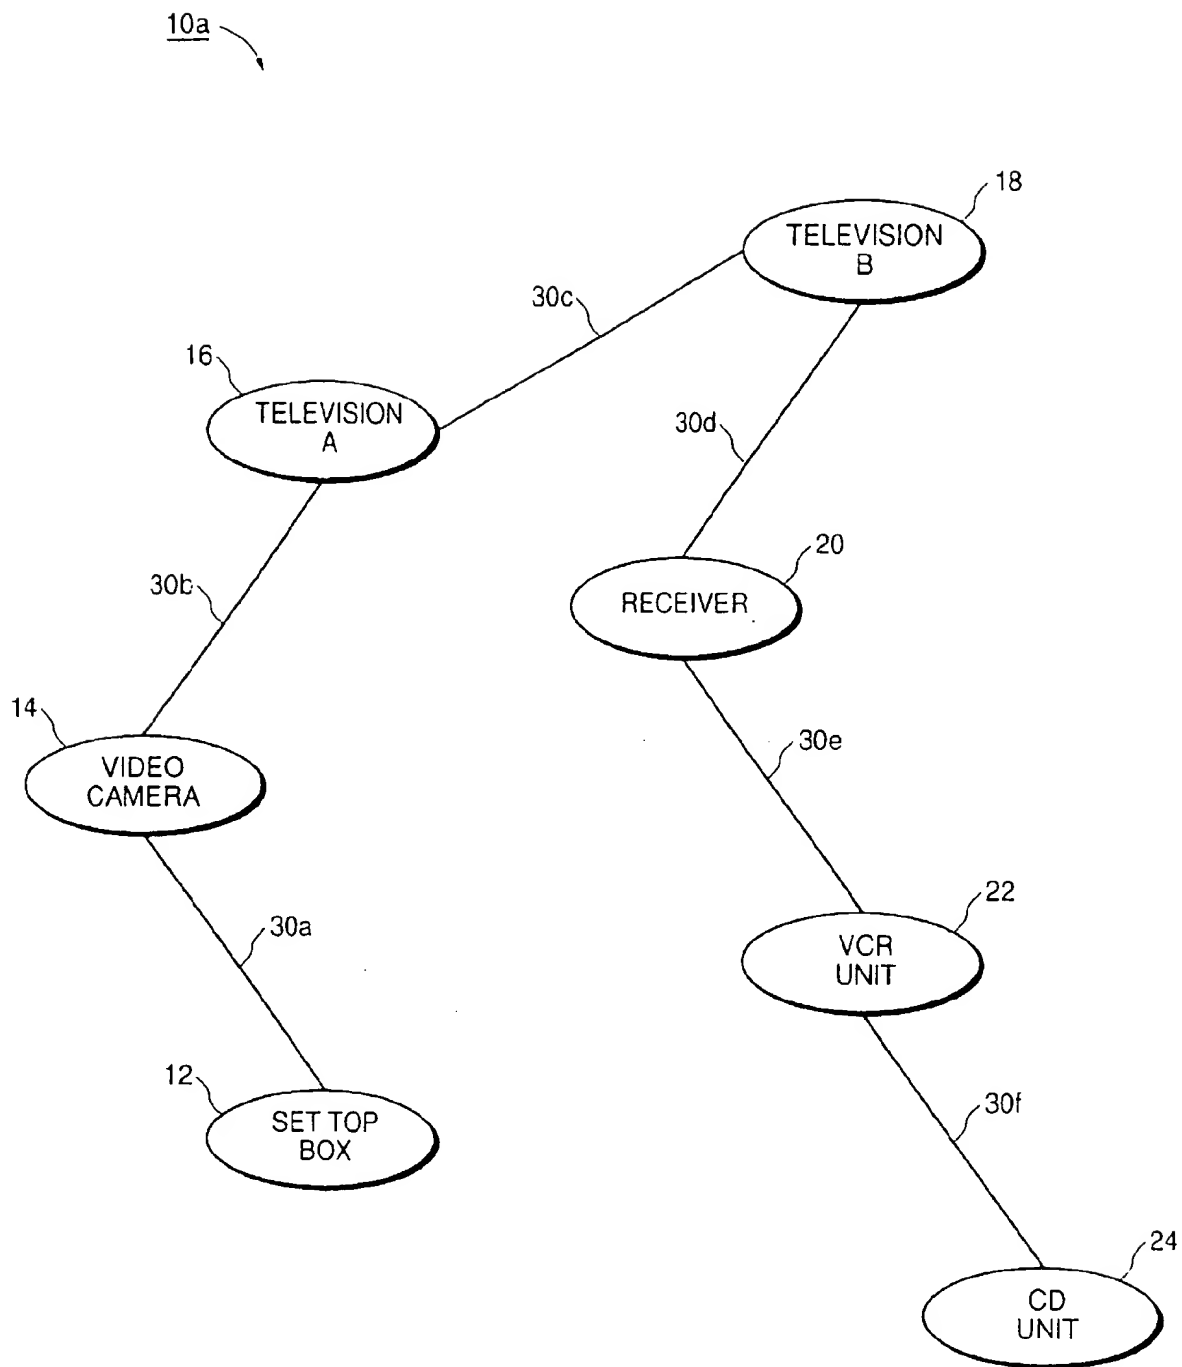 10a
18
TELEVISION
B
30c
16
TELEVISION
A
30d
20
RECEIVER
30b
14
VIDEO
CAMERA
30e
22
VCR
UNIT
30a
12
SET TOP
BOX
30f
24
CD
UNIT